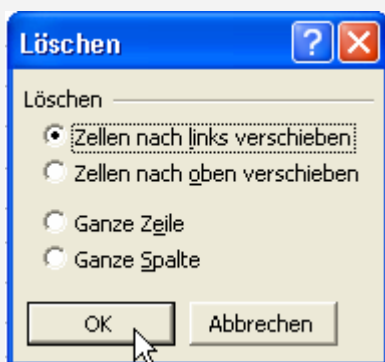 Löschen
Löschen
Zellen nach links verschieben
Zellen nach oben verschieben
Ganze Zeile
Ganze Spalte
OK Abbrechen